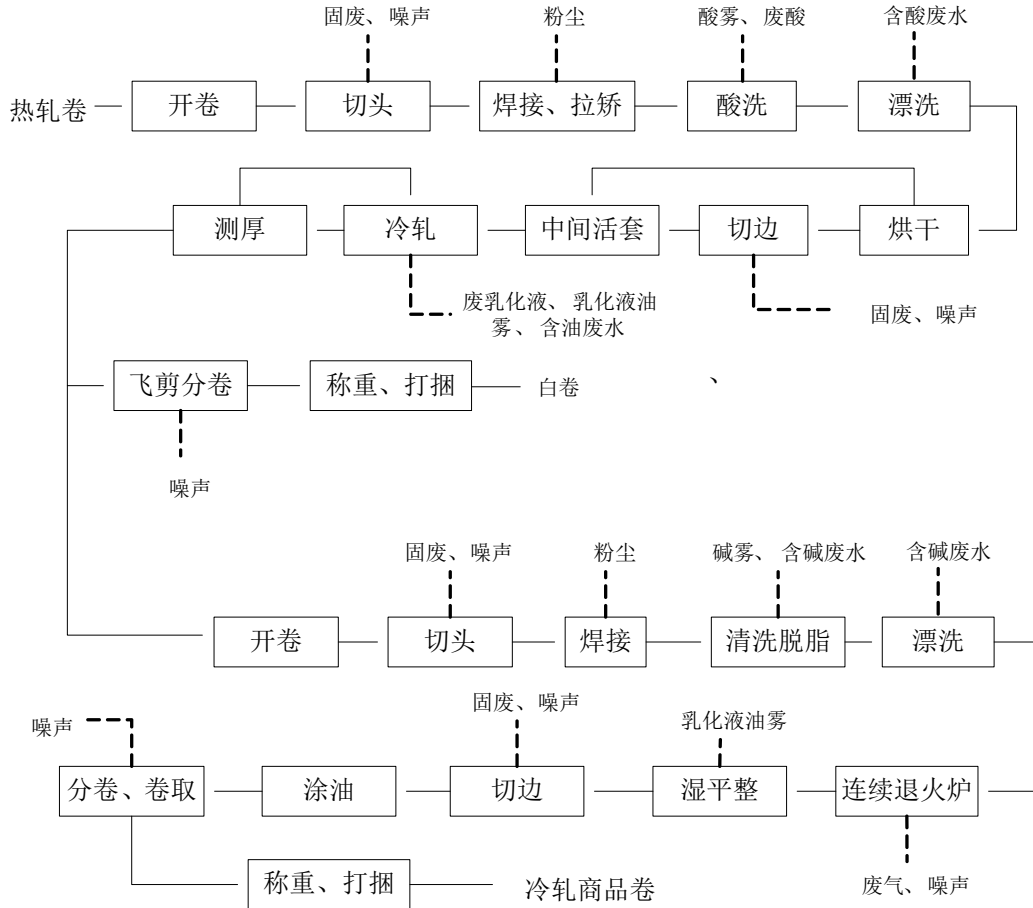 固废、噪声
粉尘
酸雾、废酸
含酸废水
热轧卷
开卷
切头
焊接、拉矫
酸洗
漂洗
测厚
冷轧
中间活套
切边
烘干
废乳化液、乳化液油
雾、含油废水
固废、噪声
飞剪分卷
称重、打捆
白卷
、
噪声
固废、噪声
粉尘
碱雾、含碱废水
含碱废水
开卷
切头
焊接
清洗脱脂
漂洗
噪声
固废、噪声
乳化液油雾
分卷、卷取
涂油
切边
湿平整
连续退火炉
称重、打捆
冷轧商品卷
废气、噪声